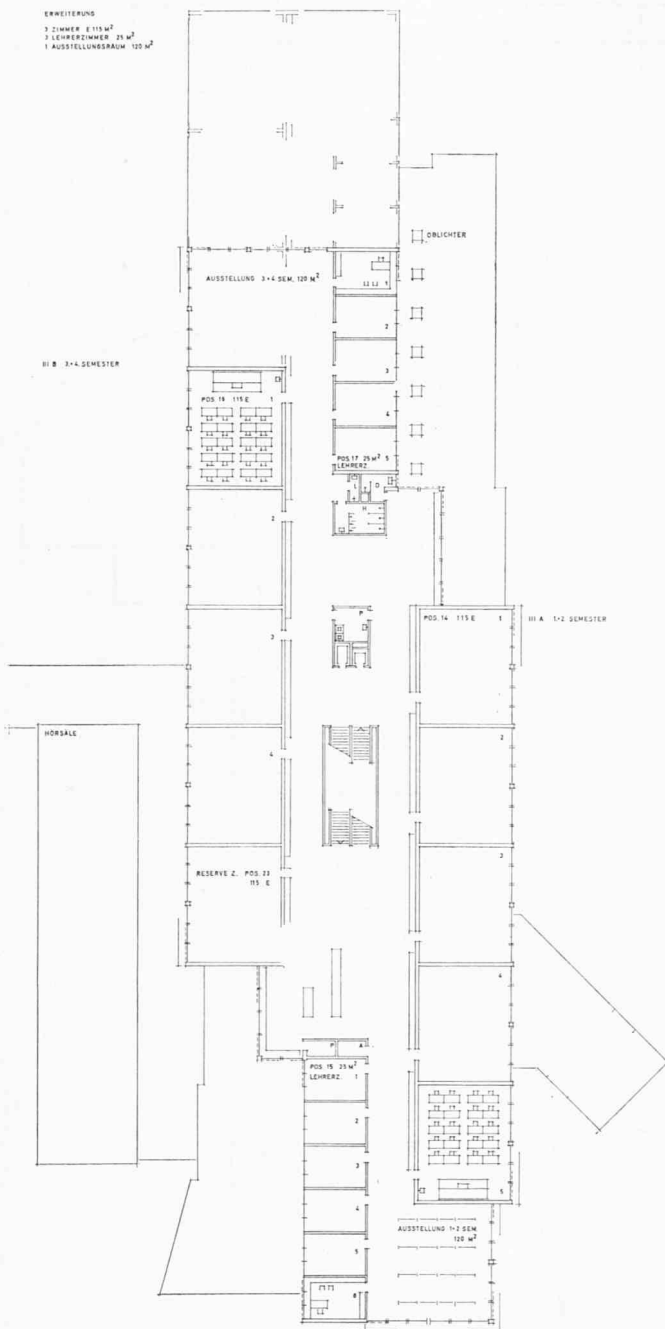 ERWEITERUNG
3 ZIMMER E 115 M²
2 LEHRERZIMMER 25 M²
1 AUSSTELLUNGSRAUM 120 M²
OBLICHTER
AUSSTELLUNG 3+4 SEM. 120 M²
1
2
3
III B 3+4. SEMESTER
4
POS. 18 115 E 1
POS. 17 25 M² 5
LEHRERZ.
L
D
H
2
P
POS. 14 115 E 1
III A 1+2 SEMESTER
3
HÖRSÄLE
2
4
3
RESERVE Z. POS. 23
115 E
4
P
A
POS. 15 25 M²
LEHRERZ. 1
2
3
5
4
AUSSTELLUNG 1+2 SEM.
120 M²
5
6